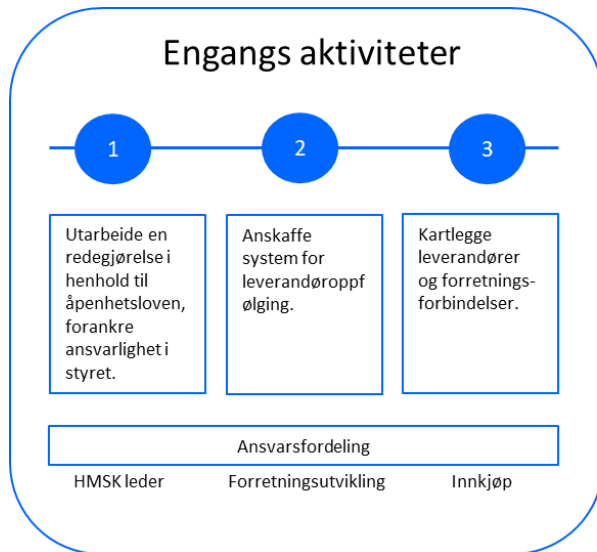 Engangs aktiviteter
1
2
3
Utarbeide en
redegjørelse i
henhold til
åpenhetsloven,
forankre
ansvarlighet i
styret.
Anskaffe
system for
leverandøroppf
ølging.
Kartlegge
leverandører
og forretnings-
forbindelser.
Ansvarsfordeling
HMSK leder
Forretningsutvikling
Innkjøp